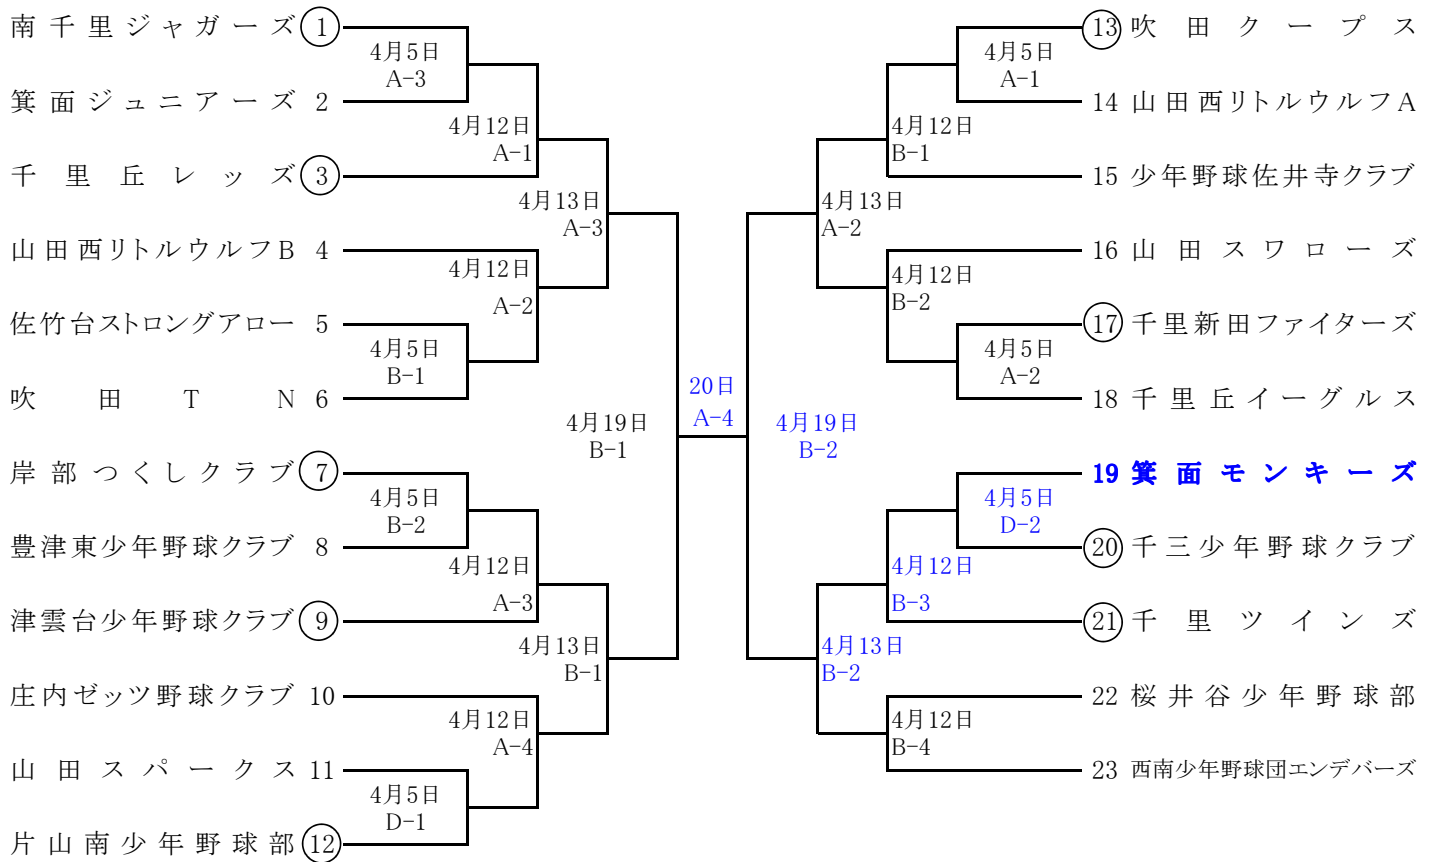 南千里ジャガーズ ①
箕面ジュニアーズ 2
千里丘レッズ ③
山田西リトルウルフB 4
佐竹台ストロングアロー 5
吹田TN 6
岸部つくしクラブ ⑦
豊津東少年野球クラブ 8
津雲台少年野球クラブ ⑨
庄内ゼッツ野球クラブ 10
山田スパークス 11
片山南少年野球部 ⑫
4月5日
A-3
4月5日
B-1
4月5日
B-2
4月5日
D-1
4月12日
A-1
4月12日
A-2
4月12日
A-3
4月12日
A-4
4月13日
A-3
4月13日
B-1
4月19日
B-1
20日
A-4
4月19日
B-2
4月13日
A-2
4月13日
B-2
4月12日
B-1
4月12日
B-2
4月12日
B-3
4月12日
B-4
4月5日
A-1
4月5日
A-2
4月5日
D-2
⑬ 吹田クープス
14 山田西リトルウルフA
15 少年野球佐井寺クラブ
16 山田スワローズ
⑰ 千里新田ファイターズ
18 千里丘イーグルス
19 箕面モンキーズ
⑳ 千三少年野球クラブ
㉑ 千里ツインズ
22 桜井谷少年野球部
23 西南少年野球団エンデバーズ